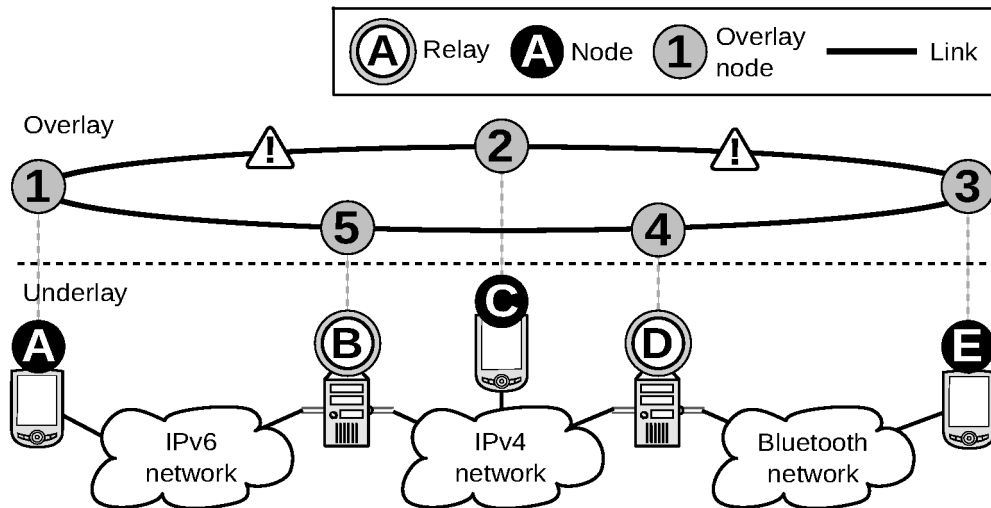 A Relay A Node 1 Overlay node Link
Overlay
! !
2
1 3
5 4
Underlay
C
A B D E
IPv6 network
IPv4 network
Bluetooth network